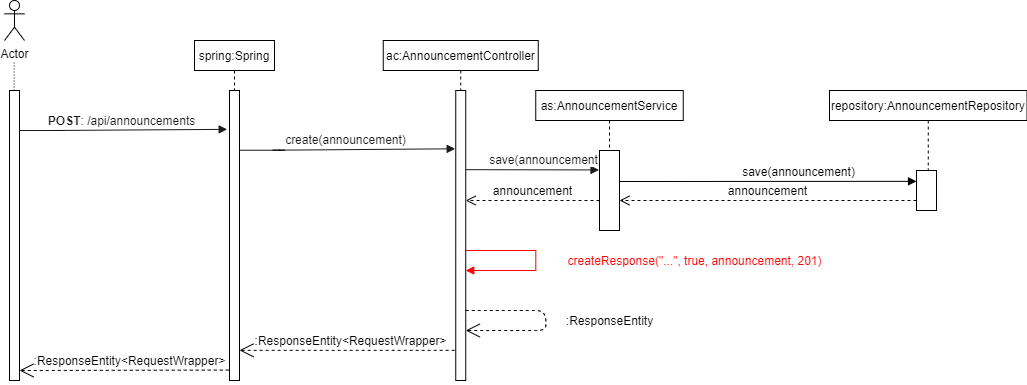 Actor
spring:Spring
ac:AnnouncementController
as:AnnouncementService
repository:AnnouncementRepository
POST: /api/announcements
create(announcement)
save(announcement
save(announcement)
announcement
announcement
createResponse("...", true, announcement, 201)
:ResponseEntity
:ResponseEntity<RequestWrapper>
:ResponseEntity<RequestWrapper>